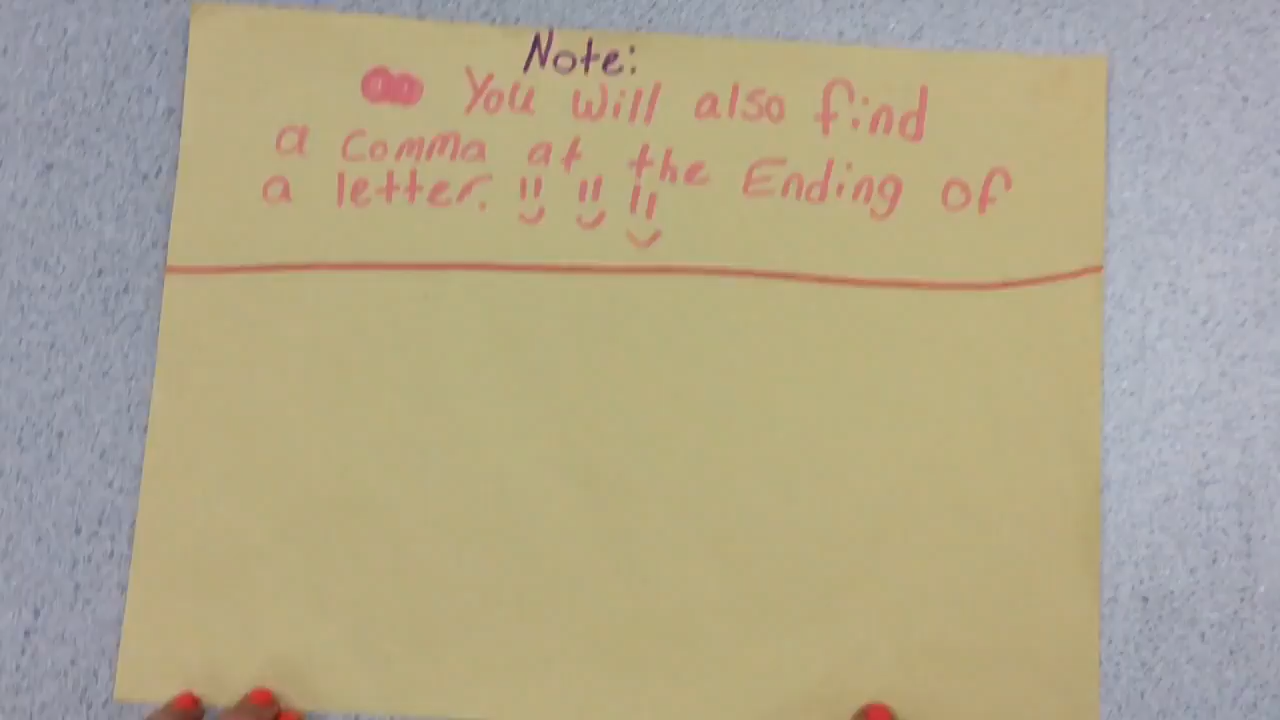 Note:
You will also find
a comma at the Ending of
a letter.